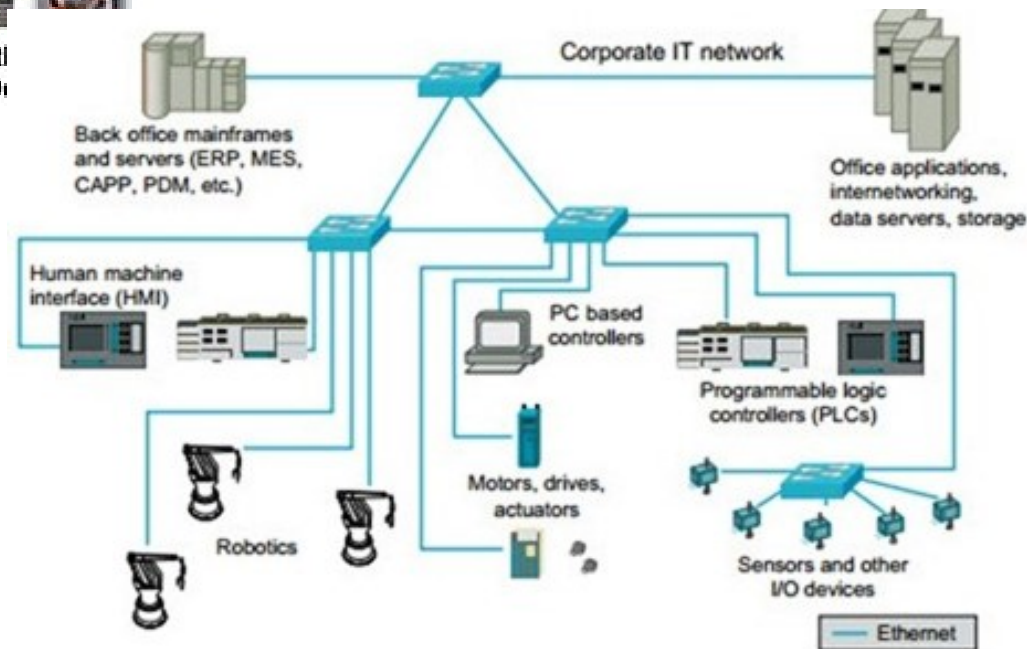 Corporate IT network
Back office mainframes
and servers (ERP, MES,
CAPP, PDM, etc.)
Office applications,
internetworking,
data servers, storage
Human machine
interface (HMI)
PC based
controllers
Programmable logic
controllers (PLCs)
Motors, drives,
actuators
Robotics
Sensors and other
I/O devices
Ethernet